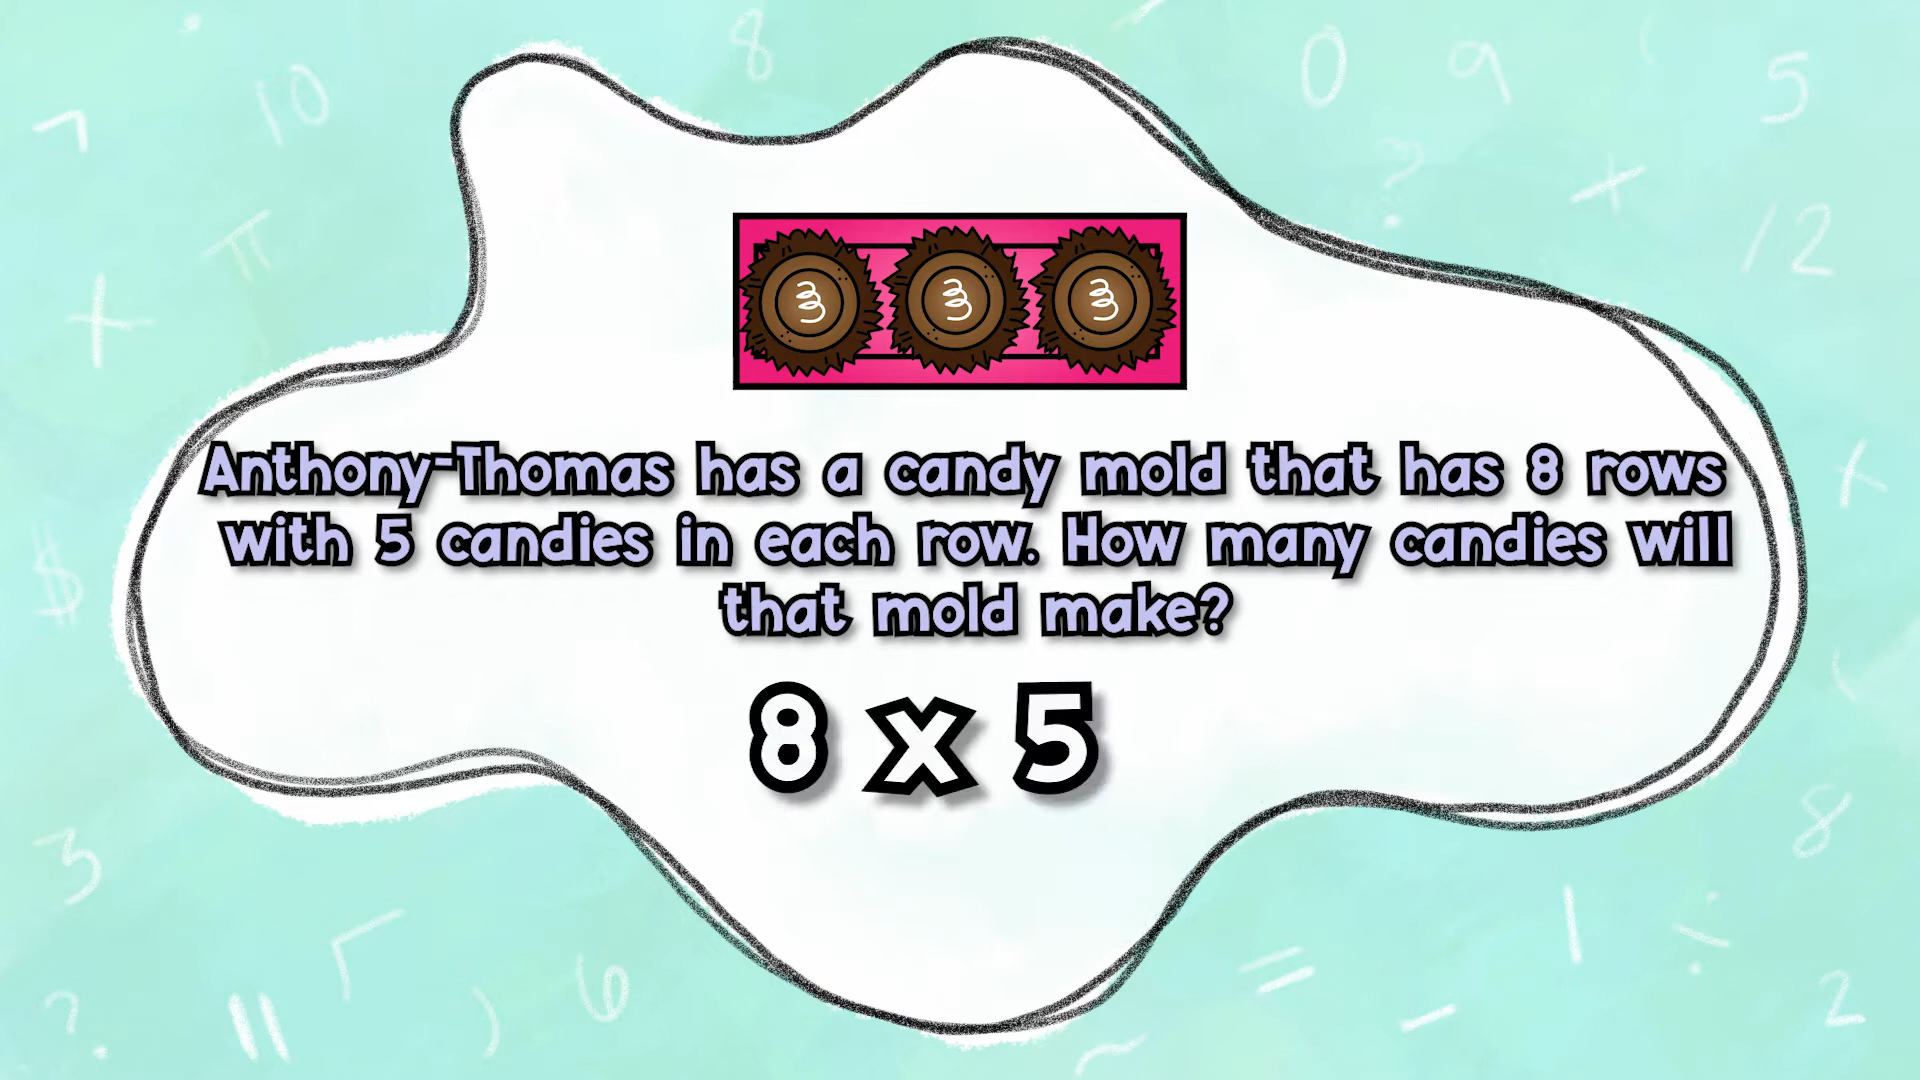 Anthony-Thomas has a candy mold that has 8 rows
with 5 candies in each row. How many candies will
that mold make?
8 x 5